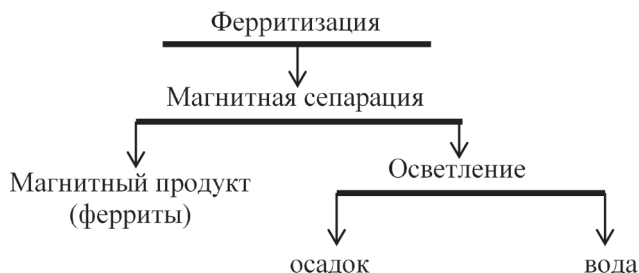 Ферритизация
Магнитная сепарация
Магнитный продукт
(ферриты)
Осветление
осадок
вода